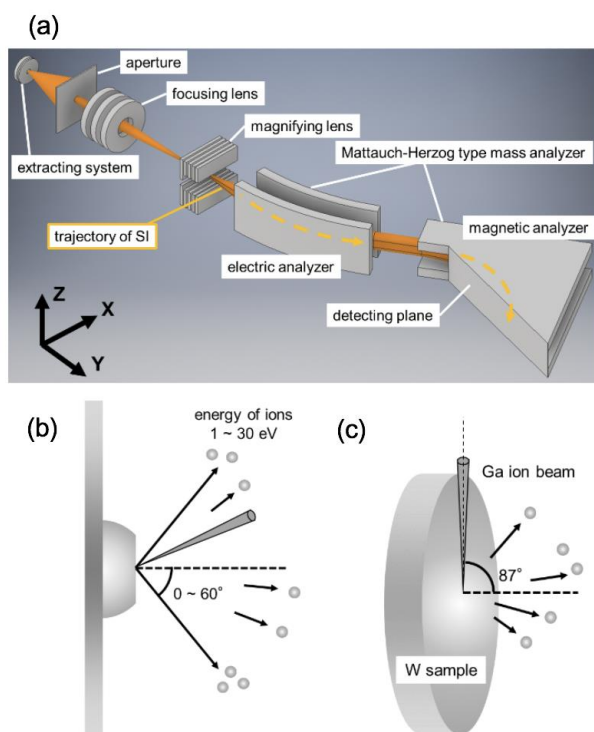 (a)
aperture
focusing lens
magnifying lens
Mattauch-Herzog type mass analyzer
extracting system
trajectory of SI
magnetic analyzer
electric analyzer
detecting plane
Z
X
Y
(b)
energy of ions
1 ~ 30 eV
0 ~ 60°
(c)
Ga ion beam
87°
W sample